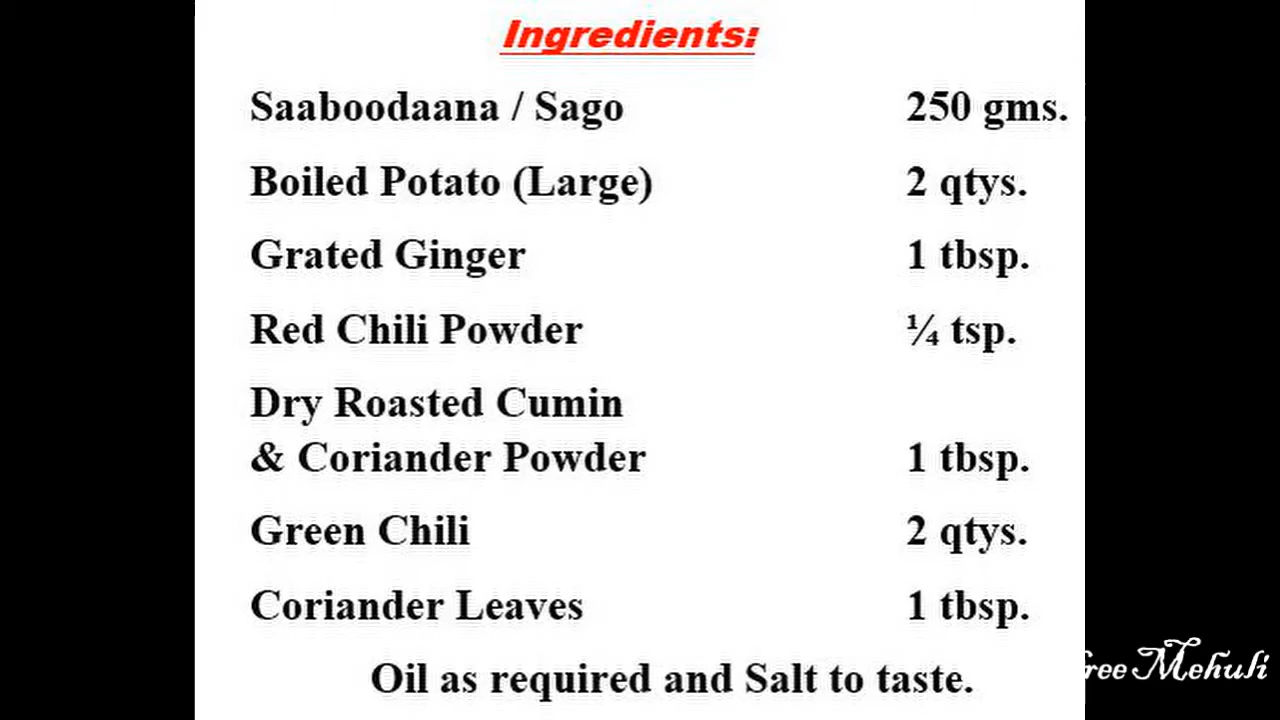 Ingredients:
Saaboodaana / Sago 250 gms.
Boiled Potato (Large) 2 qtys.
Grated Ginger 1 tbsp.
Red Chili Powder ¼ tsp.
Dry Roasted Cumin
& Coriander Powder 1 tbsp.
Green Chili 2 qtys.
Coriander Leaves 1 tbsp.
Oil as required and Salt to taste.
Mehuli